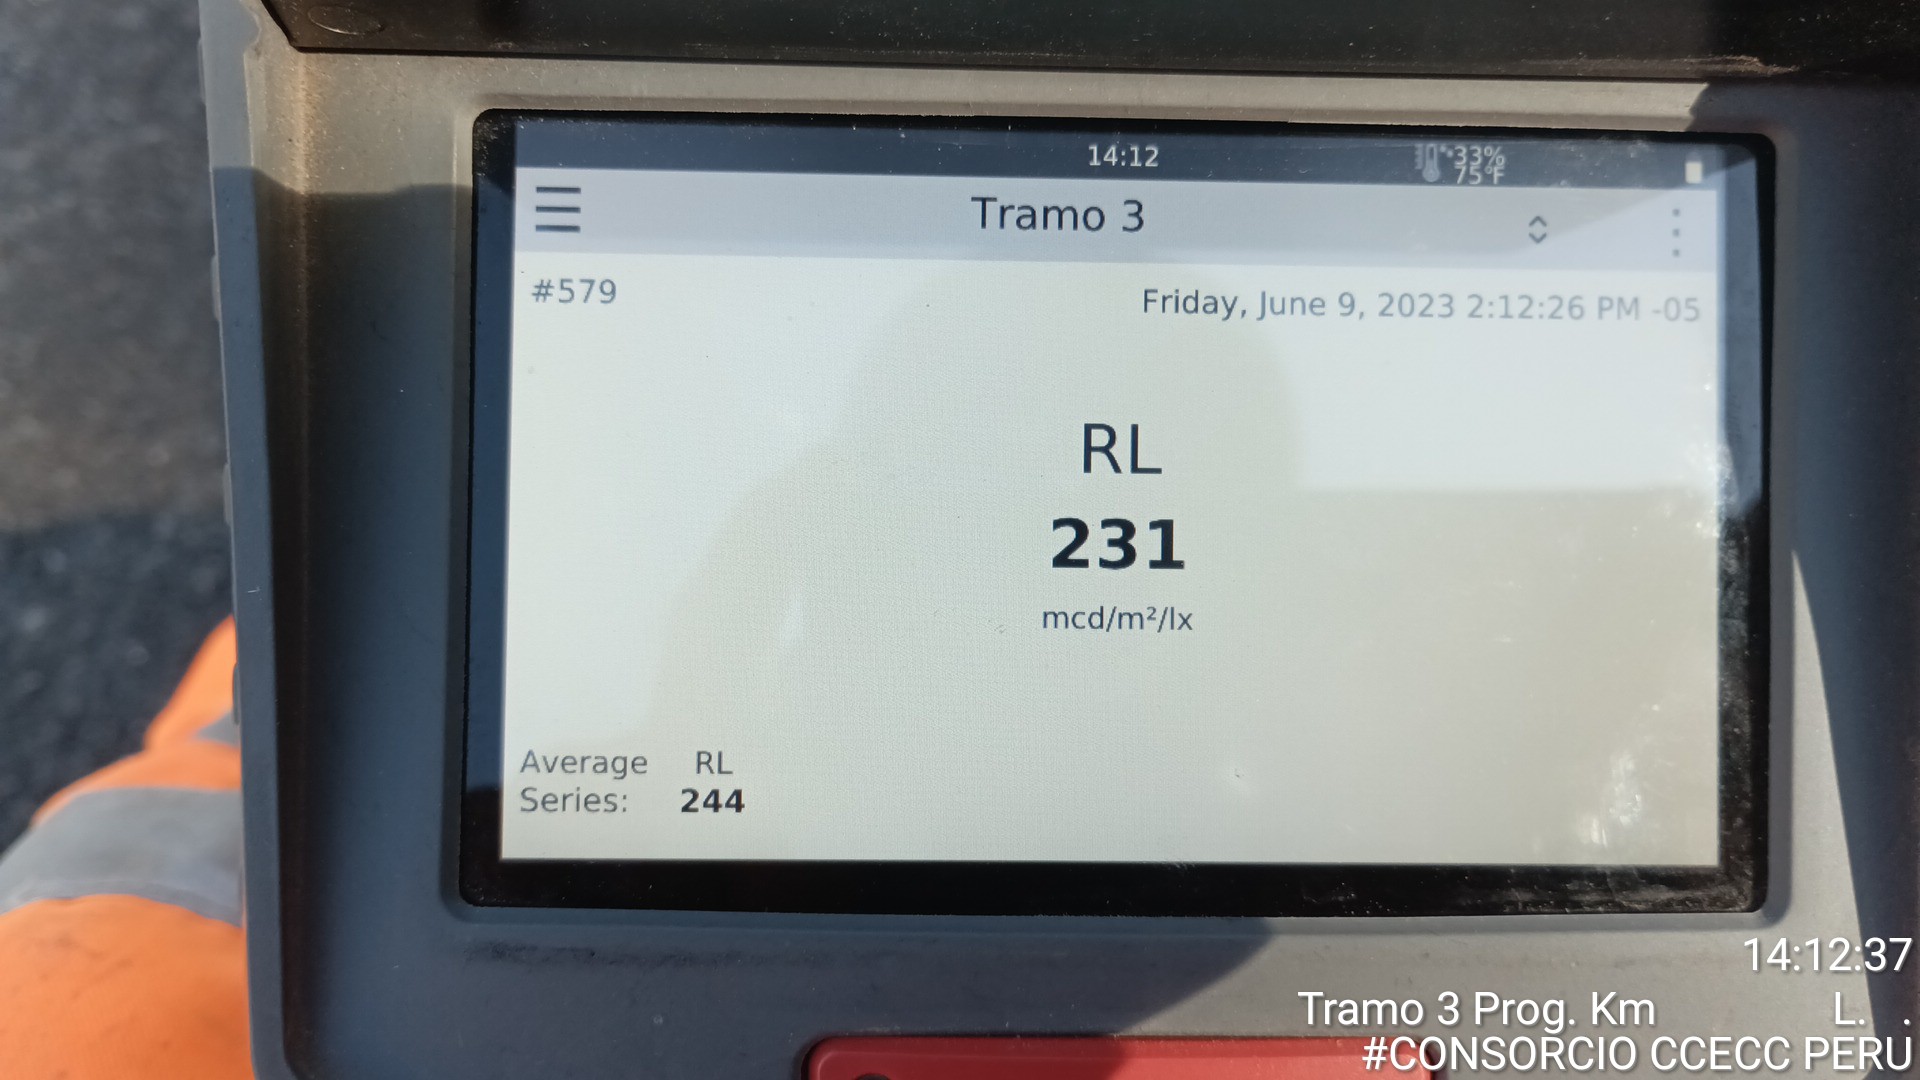 14:12
33%
75°F
Tramo 3
#579
Friday, June 9, 2023 2:12:26 PM -05
RL
231
mcd/m²/lx
Average RL
Series: 244
14:12:37
Tramo 3 Prog. Km L. .
#CONSORCIO CCECC PERU